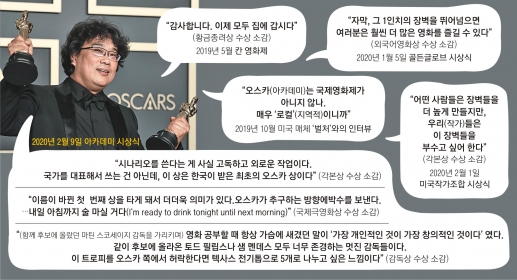 “감사합니다. 이제 모두 집에 갑시다”
(황금종려상 수상 소감)
2019년 5월 칸 영화제
“자막, 그 1인치의 장벽을 뛰어넘으면
여러분은 훨씬 더 많은 영화를 즐길 수 있다”
(외국어영화상 수상 소감)
2020년 1월 5일 골든글로브 시상식
“오스카(아카데미)는 국제영화제가
아니지 않나.
매우 ‘로컬’(지역적)이니까”
2019년 10월 미국 매체 ‘벌처’와의 인터뷰
“어떤 사람들은 장벽들을
더 높게 만들지만,
우리(작가)들은
이 장벽들을
부수고 싶어 한다”
(각본상 수상 소감)
2020년 2월 1일
미국작가조합 시상식
OSCARS
2020년 2월 9일 아카데미 시상식
“시나리오를 쓴다는 게 사실 고독하고 외로운 작업이다.
국가를 대표해서 쓰는 건 아닌데, 이 상은 한국이 받은 최초의 오스카 상이다” (각본상 수상 소감)
“이름이 바뀐 첫 번째 상을 타게 돼서 더더욱 의미가 있다.오스카가 추구하는 방향에박수를 보낸다.
…내일 아침까지 술 마실 거다(I'm ready to drink tonight until next morning)” (국제극영화상 수상 소감)
“(함께 후보에 올랐던 마틴 스코세이지 감독을 가리키며) 영화 공부할 때 항상 가슴에 새겼던 말이 ‘가장 개인적인 것이 가장 창의적인 것이다’였다.
같이 후보에 올라온 토드 필립스나 샘 멘데스 모두 너무 존경하는 멋진 감독들이다.
이 트로피를 오스카 쪽에서 허락한다면 텍사스 전기톱으로 5개로 나누고 싶은 느낌이다” (감독상 수상 소감)